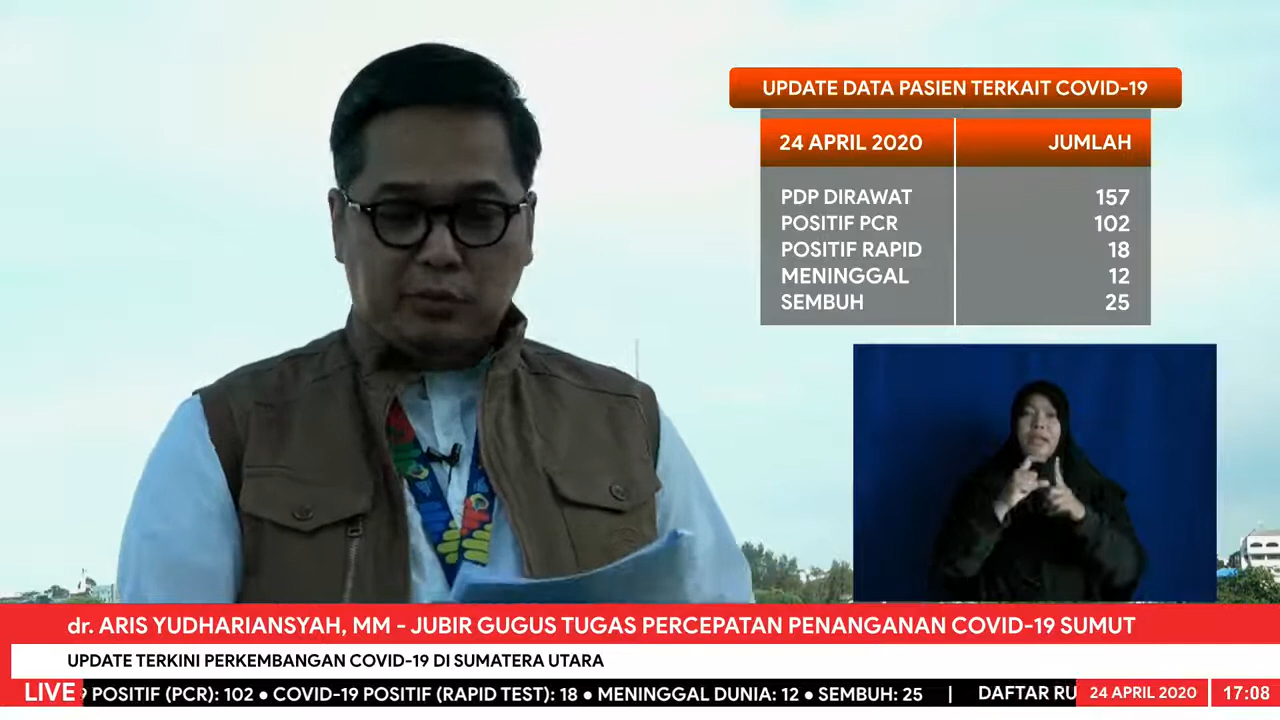 UPDATE DATA PASIEN TERKAIT COVID-19
24 APRIL 2020 JUMLAH
PDP DIRAWAT 157
POSITIF PCR 102
POSITIF RAPID 18
MENINGGAL 12
SEMBUH 25
dr. ARIS YUDHARIANSYAH, MM - JUBIR GUGUS TUGAS PERCEPATAN PENANGANAN COVID-19 SUMUT
UPDATE TERKINI PERKEMBANGAN COVID-19 DI SUMATERA UTARA
LIVE 9 POSITIF (PCR): 102 ● COVID-19 POSITIF (RAPID TEST): 18 ● MENINGGAL DUNIA: 12 ● SEMBUH: 25 | DAFTAR RU 24 APRIL 2020 17:08